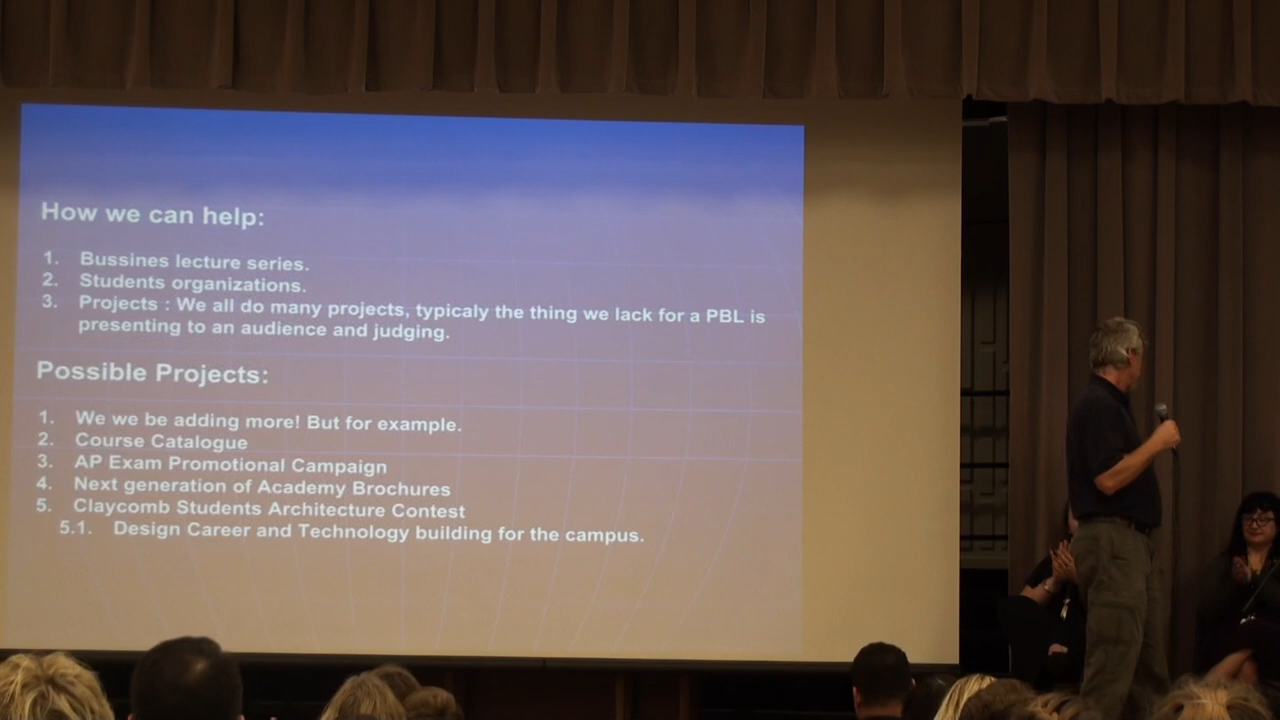 How we can help:
1. Bussines lecture series.
2. Students organizations.
3. Projects : We all do many projects, typicaly the thing we lack for a PBL is
presenting to an audience and judging.
Possible Projects:
1. We we be adding more! But for example.
2. Course Catalogue
3. AP Exam Promotional Campaign
4. Next generation of Academy Brochures
5. Claycomb Students Architecture Contest
5.1. Design Career and Technology building for the campus.